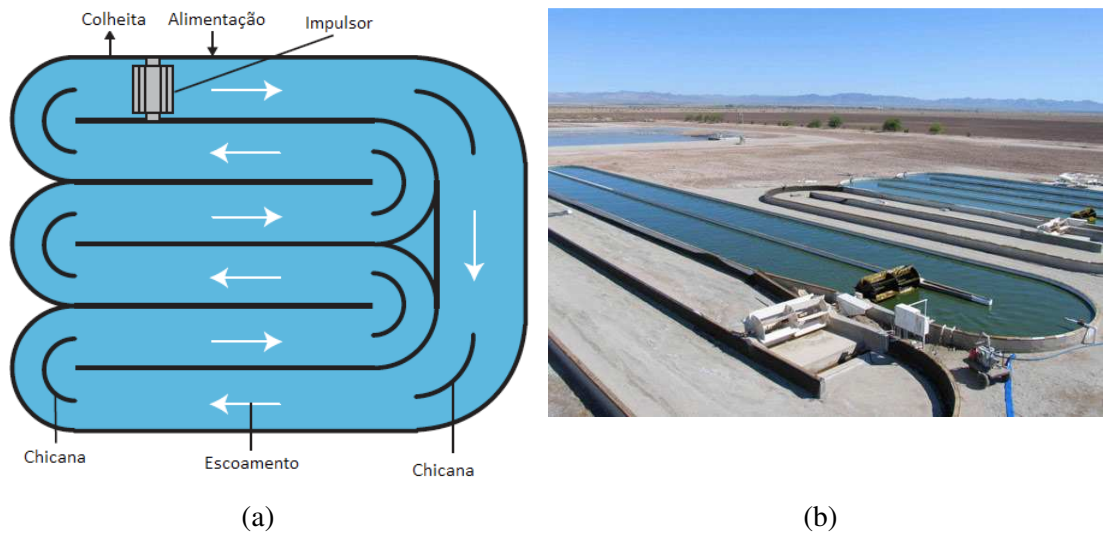 Colheita
Alimentação
Impulsor
Chicana
Escoamento
Chicana
(a)
(b)